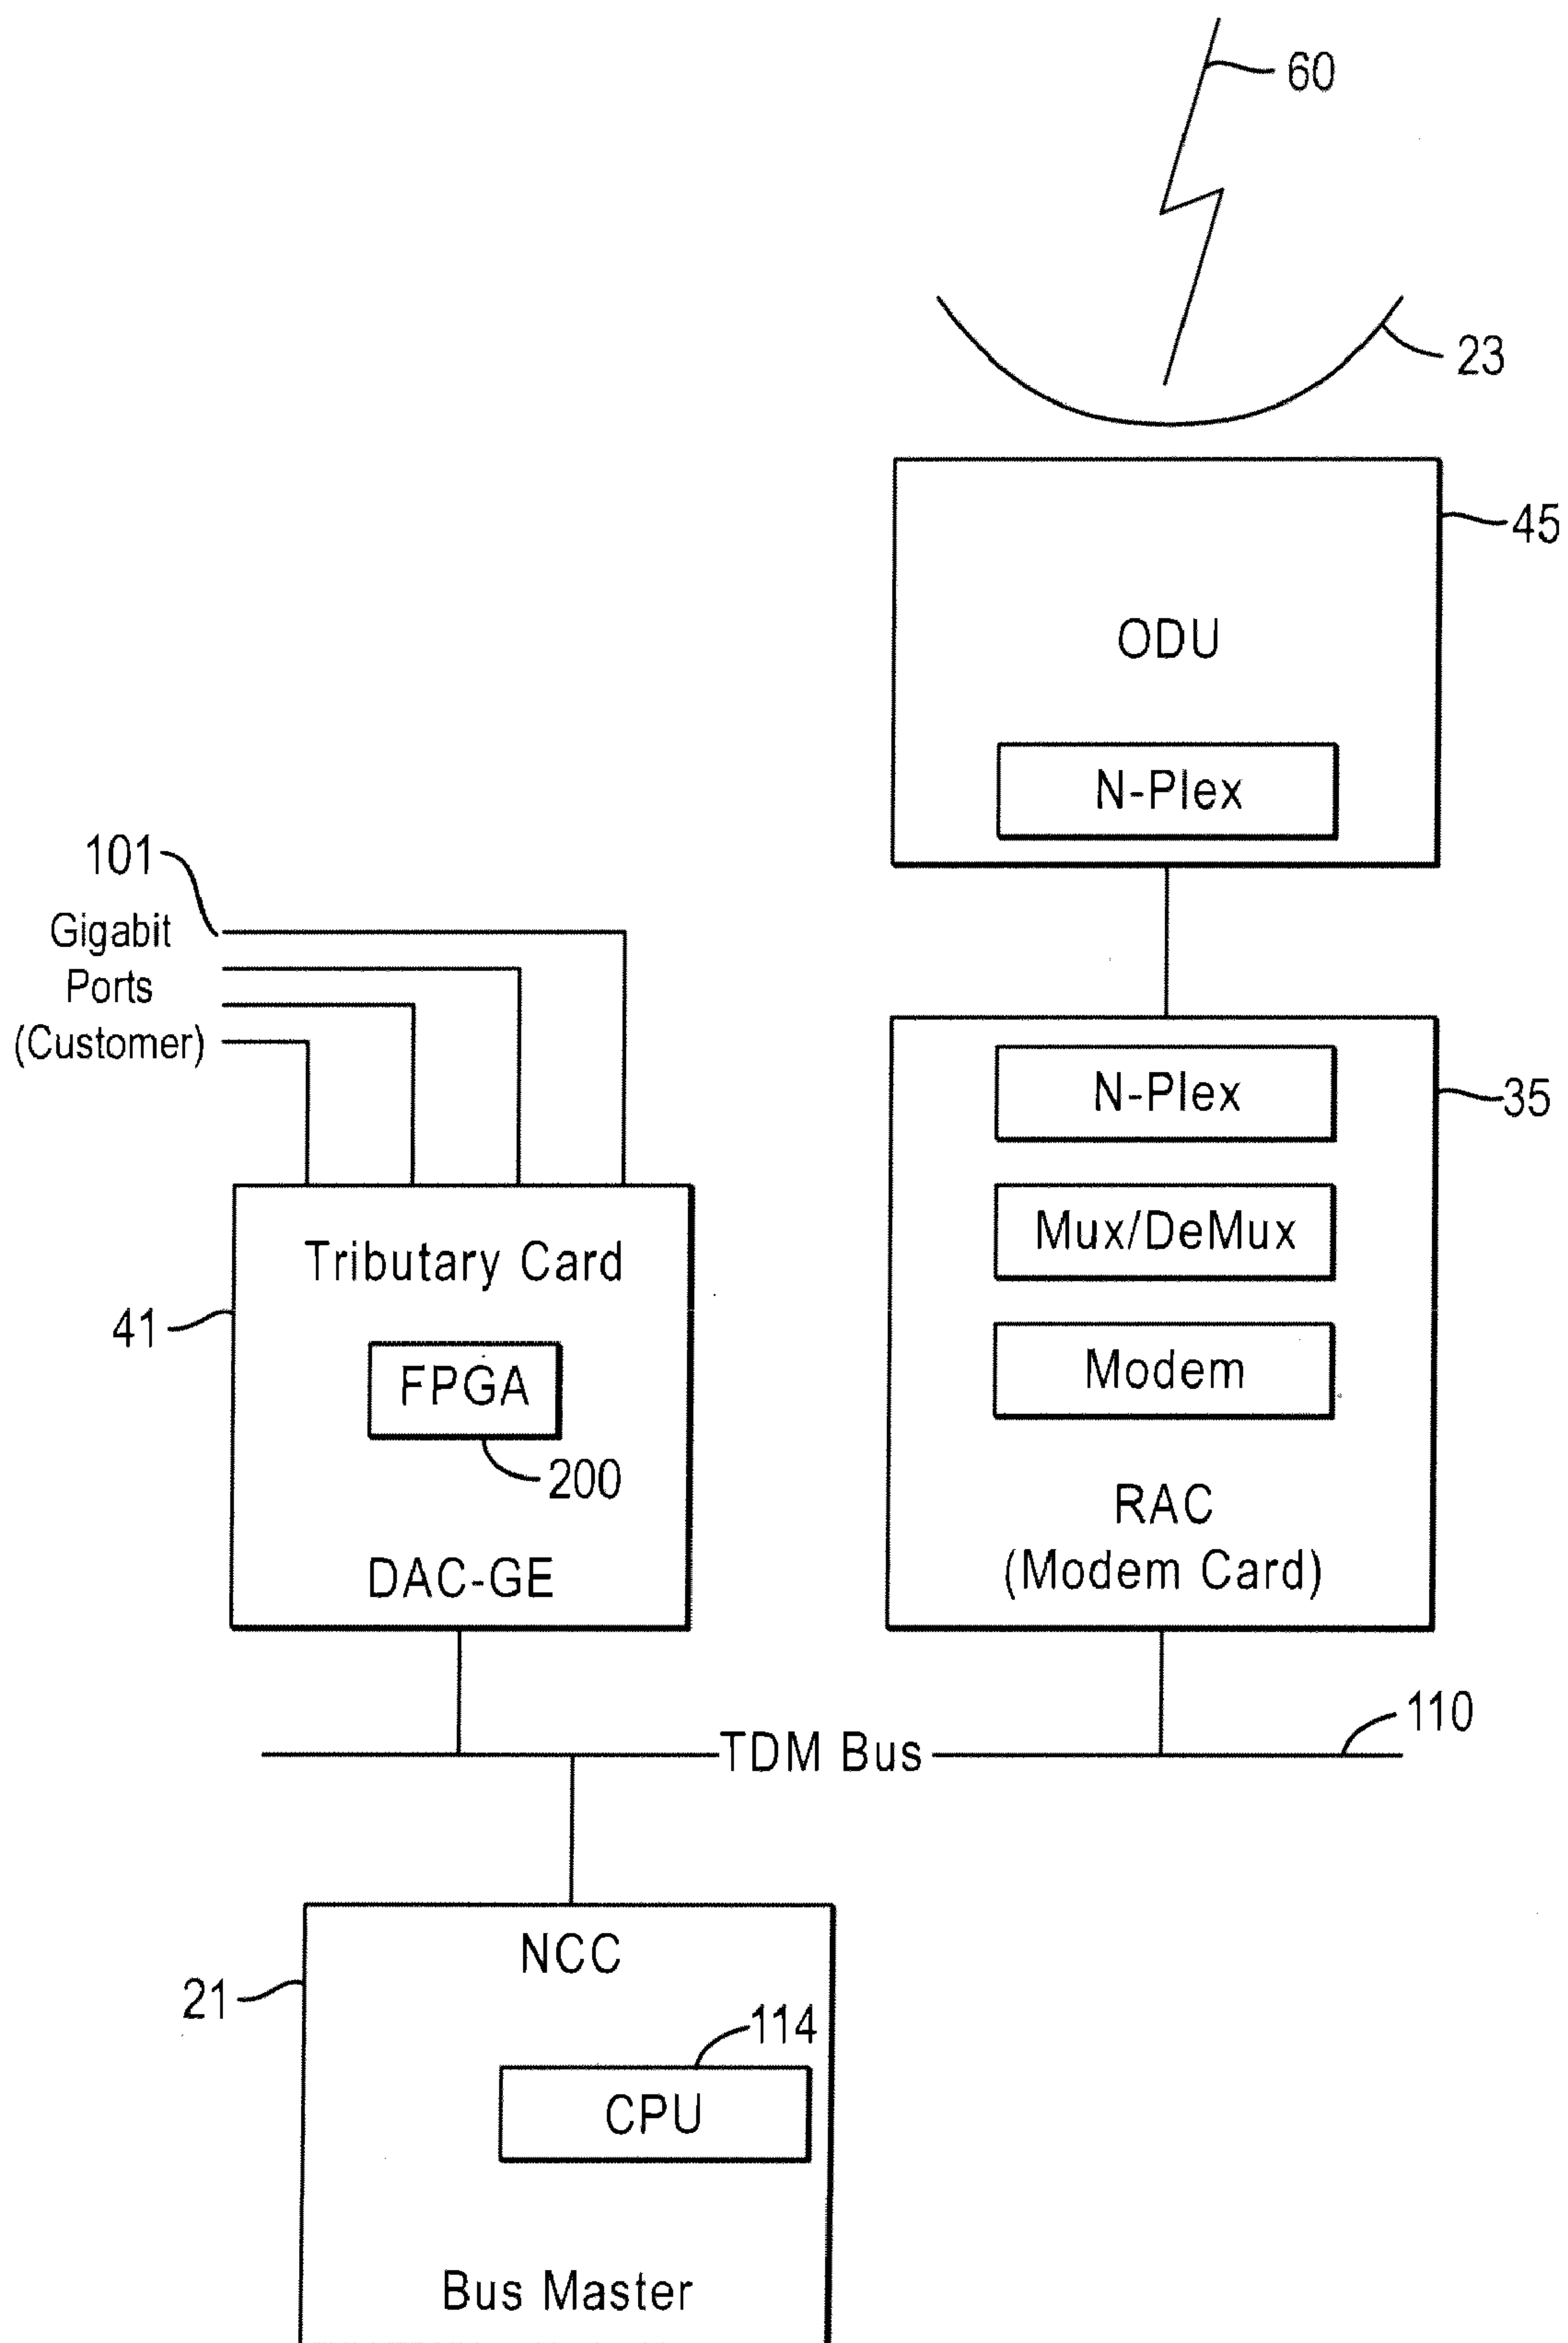 60
23
45
ODU
N-Plex
101
Gigabit
Ports
(Customer)
N-Plex
35
Mux/DeMux
Modem
RAC
(Modem Card)
Tributary Card
41
FPGA
200
DAC-GE
110
TDM Bus
NCC
21
114
CPU
Bus Master